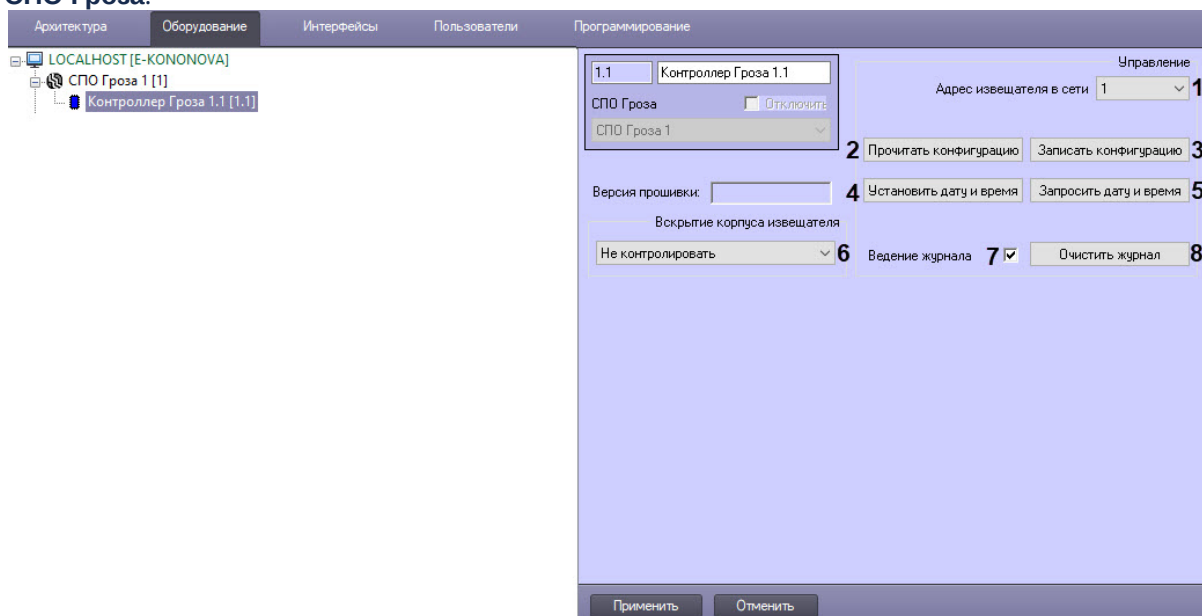 СПО Гроза.
Архитектура Оборудование Интерфейсы Пользователи Программирование
LOCALHOST [E-KONONOVA]
СПО Гроза 1 [1]
Контроллер Гроза 1.1 [1.1]
1.1 Контроллер Гроза 1.1
СПО Гроза Отключить
СПО Гроза 1
Версия прошивки:
Вскрытие корпуса извещателя
Не контролировать 6
Управление
Адрес извещателя в сети 1 1
2 Прочитать конфигурацию Записать конфигурацию 3
4 Установить дату и время Запросить дату и время 5
Ведение журнала 7 Очистить журнал 8
Применить Отменить